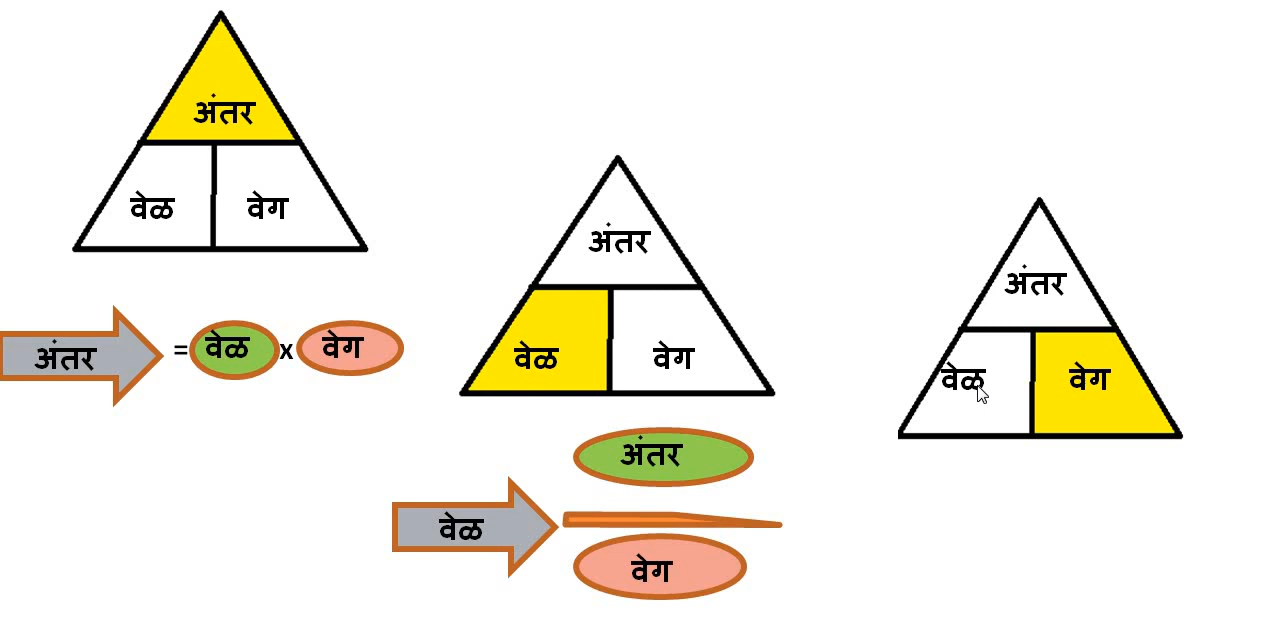 अंतर
वेळ वेग
अंतर = वेळ x वेग
अंतर
वेळ वेग
वेळ
अंतर
वेग
अंतर
वेळ वेग